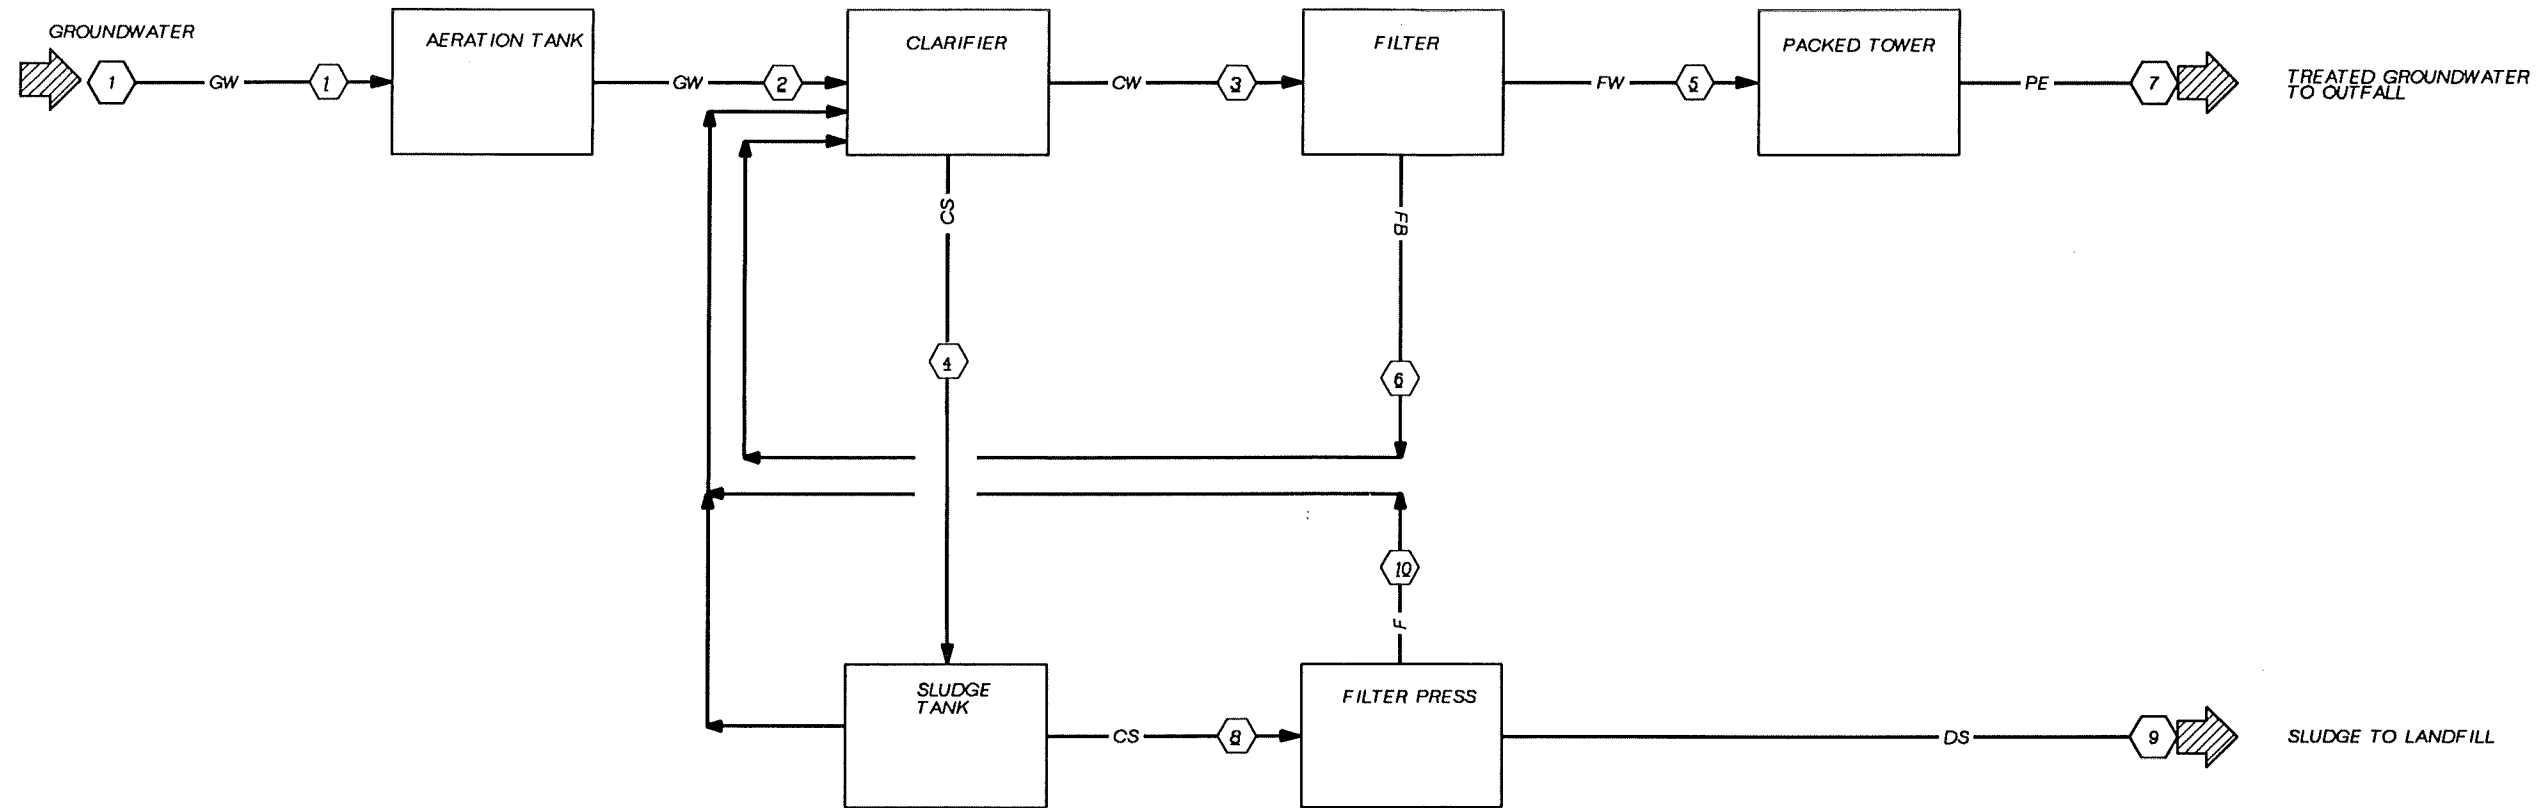 GROUNDWATER
1
GW
1
AERATION TANK
GW
2
CLARIFIER
CW
3
FILTER
FW
5
PACKED TOWER
PE
7
TREATED GROUNDWATER
TO OUTFALL
CS
FB
4
6
10
F
SLUDGE
TANK
CS
8
FILTER PRESS
DS
9
SLUDGE TO LANDFILL